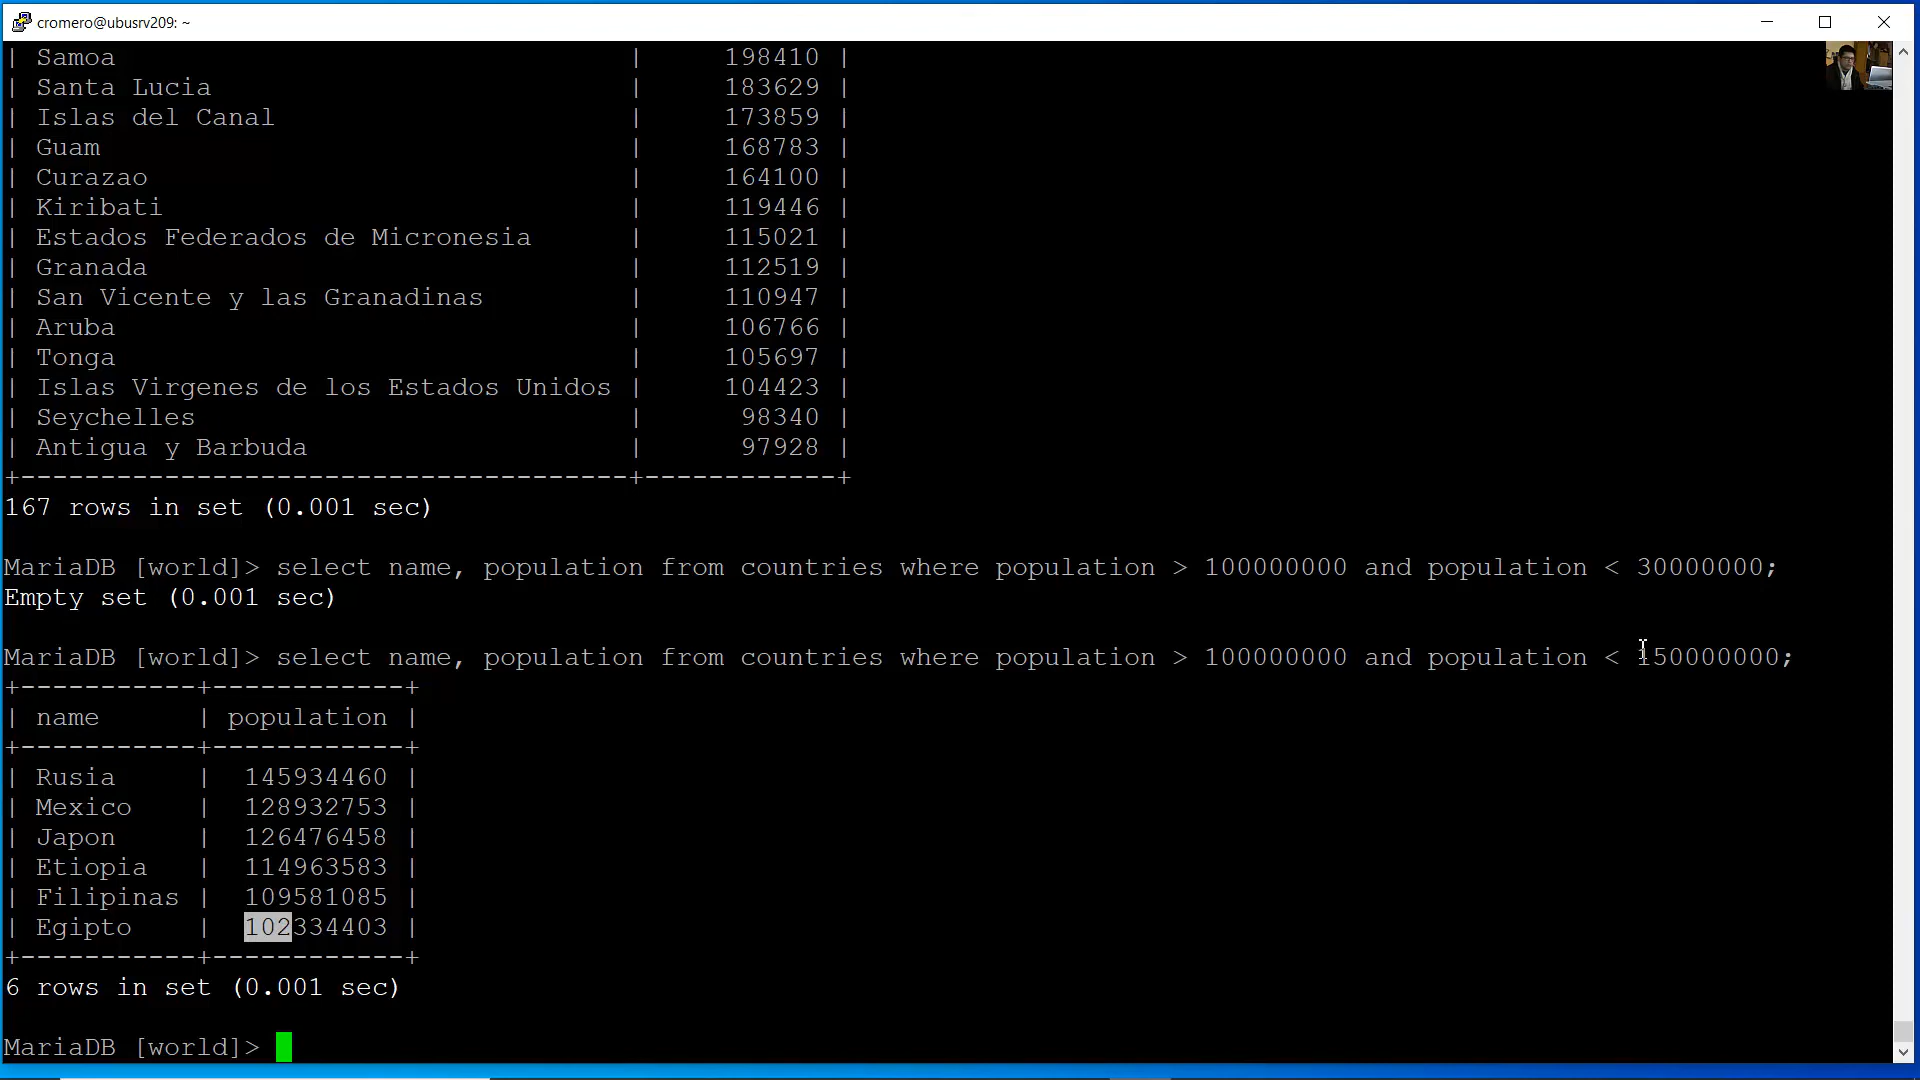 cromero@ubusrv209: ~
| Samoa | 198410 |
| Santa Lucia | 183629 |
| Islas del Canal | 173859 |
| Guam | 168783 |
| Curazao | 164100 |
| Kiribati | 119446 |
| Estados Federados de Micronesia | 115021 |
| Granada | 112519 |
| San Vicente y las Granadinas | 110947 |
| Aruba | 106766 |
| Tonga | 105697 |
| Islas Virgenes de los Estados Unidos | 104423 |
| Seychelles | 98340 |
| Antigua y Barbuda | 97928 |
+--------------------------------------+------------+
167 rows in set (0.001 sec)
MariaDB [world]> select name, population from countries where population > 100000000 and population < 30000000;
Empty set (0.001 sec)
MariaDB [world]> select name, population from countries where population > 100000000 and population < 150000000;
+-----------+------------+
| name | population |
+-----------+------------+
| Rusia | 145934460 |
| Mexico | 128932753 |
| Japon | 126476458 |
| Etiopia | 114963583 |
| Filipinas | 109581085 |
| Egipto | 102334403 |
+-----------+------------+
6 rows in set (0.001 sec)
MariaDB [world]>